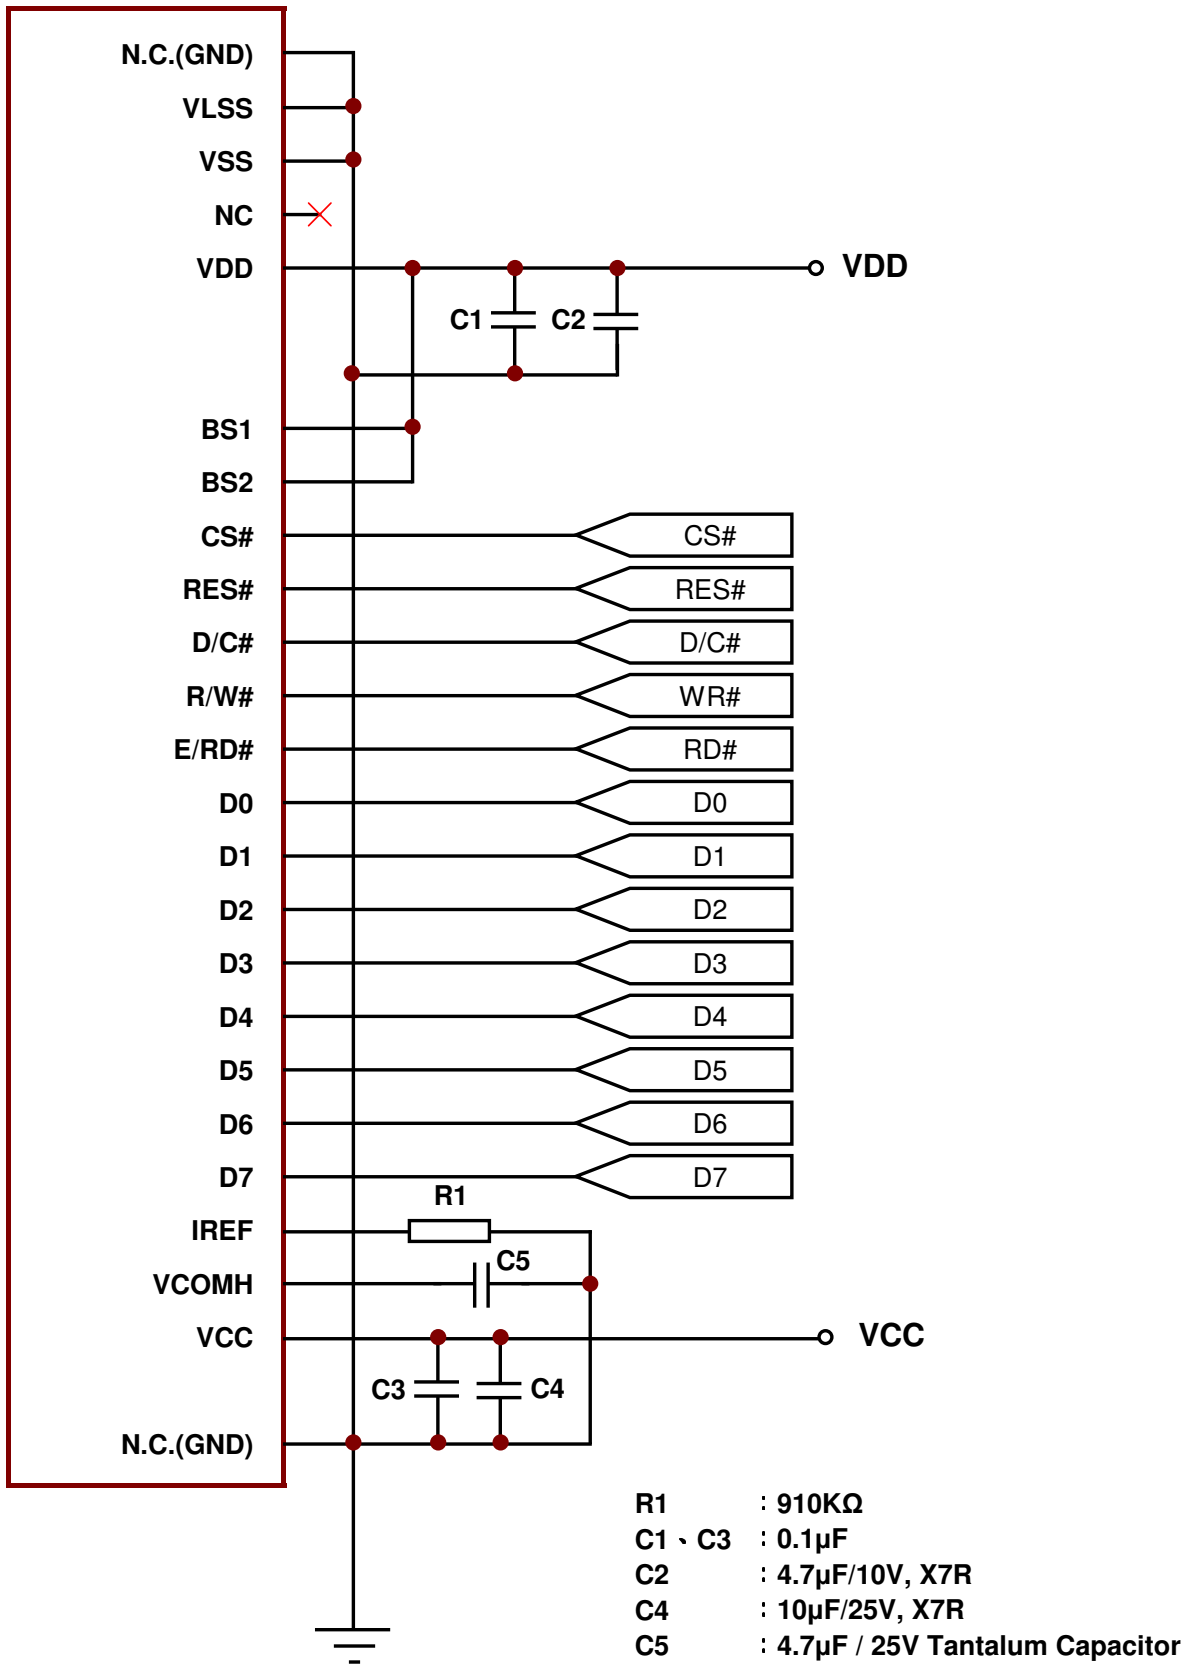 N.C.(GND)
VLSS
VSS
NC
VDD
VDD
C1
C2
BS1
BS2
CS#
CS#
RES#
RES#
D/C#
D/C#
R/W#
WR#
E/RD#
RD#
D0
D0
D1
D1
D2
D2
D3
D3
D4
D4
D5
D5
D6
D6
D7
D7
R1
IREF
C5
VCOMH
VCC
VCC
C3
C4
N.C.(GND)
R1 : 910KΩ
C1、C3 : 0.1µF
C2 : 4.7µF/10V, X7R
C4 : 10µF/25V, X7R
C5 : 4.7µF / 25V Tantalum Capacitor